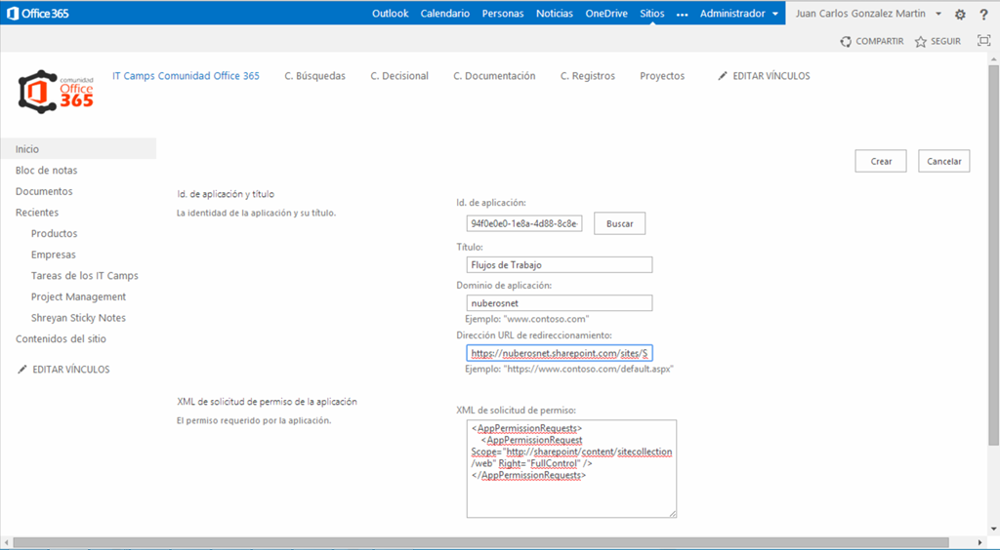 Office 365
Outlook Calendario Personas Noticias OneDrive Sitios ••• Administrador Juan Carlos Gonzalez Martin ?
COMPARTIR SEGUIR
comunidad
Office
365
IT Camps Comunidad Office 365 C. Búsquedas C. Decisional C. Documentación C. Registros Proyectos EDITAR VÍNCULOS
Inicio
Bloc de notas
Documentos
Recientes
Productos
Empresas
Tareas de los IT Camps
Project Management
Shreyan Sticky Notes
Contenidos del sitio
EDITAR VÍNCULOS
Crear Cancelar
Id. de aplicación y título
La identidad de la aplicación y su título.
Id. de aplicación:
94f0e0e0-1e8a-4d88-8c8e- Buscar
Título:
Flujos de Trabajo
Dominio de aplicación:
nuberosnet
Ejemplo: "www.contoso.com"
Dirección URL de redireccionamiento:
https://nuberosnet.sharepoint.com/sites/S
Ejemplo: "https://www.contoso.com/default.aspx"
XML de solicitud de permiso de la aplicación
El permiso requerido por la aplicación.
XML de solicitud de permiso:
<AppPermissionRequests>
<AppPermissionRequest
Scope="http://sharepoint/content/sitecollection
/web" Right="FullControl" />
</AppPermissionRequests>